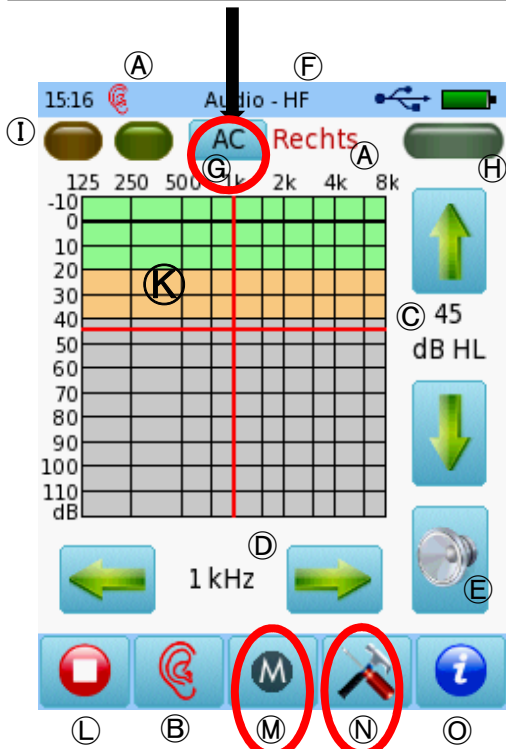 Ⓐ Ⓕ
15:16 Audio - HF
Ⓘ AC Rechts Ⓐ Ⓗ
Ⓖ
125 250 500 1k 2k 4k 8k
-10
0
10
20
30 Ⓚ
40
50
60
70
80
90
100
110
dB
Ⓒ 45
dB HL
Ⓓ
1 kHz
Ⓔ
M i
Ⓛ Ⓑ Ⓜ Ⓝ Ⓞ